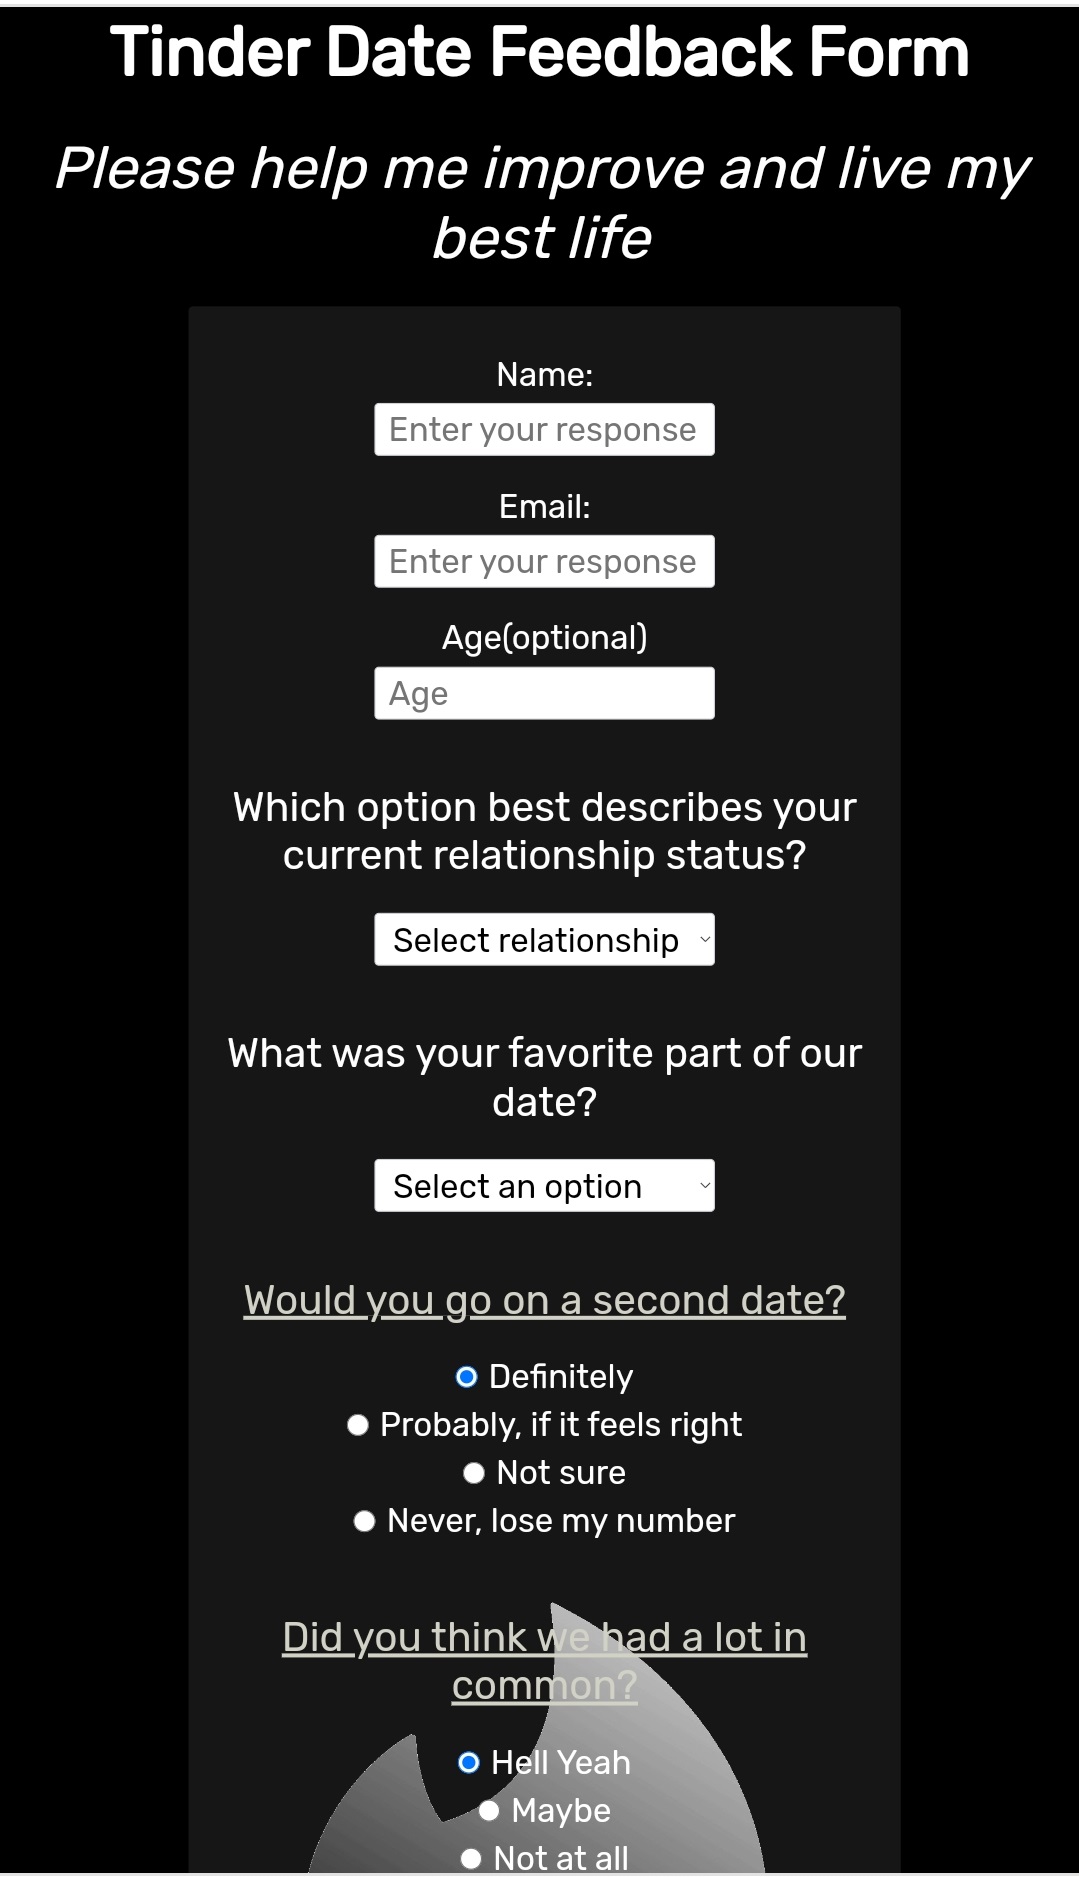 Tinder Date Feedback Form
Please help me improve and live my
best life
Name:
Enter your response
Email:
Enter your response
Age(optional)
Age
Which option best describes your
current relationship status?
Select relationship
What was your favorite part of our
date?
Select an option
Would you go on a second date?
Definitely
Probably, if it feels right
Not sure
Never, lose my number
Did you think we had a lot in
common?
Hell Yeah
Maybe
Not at all